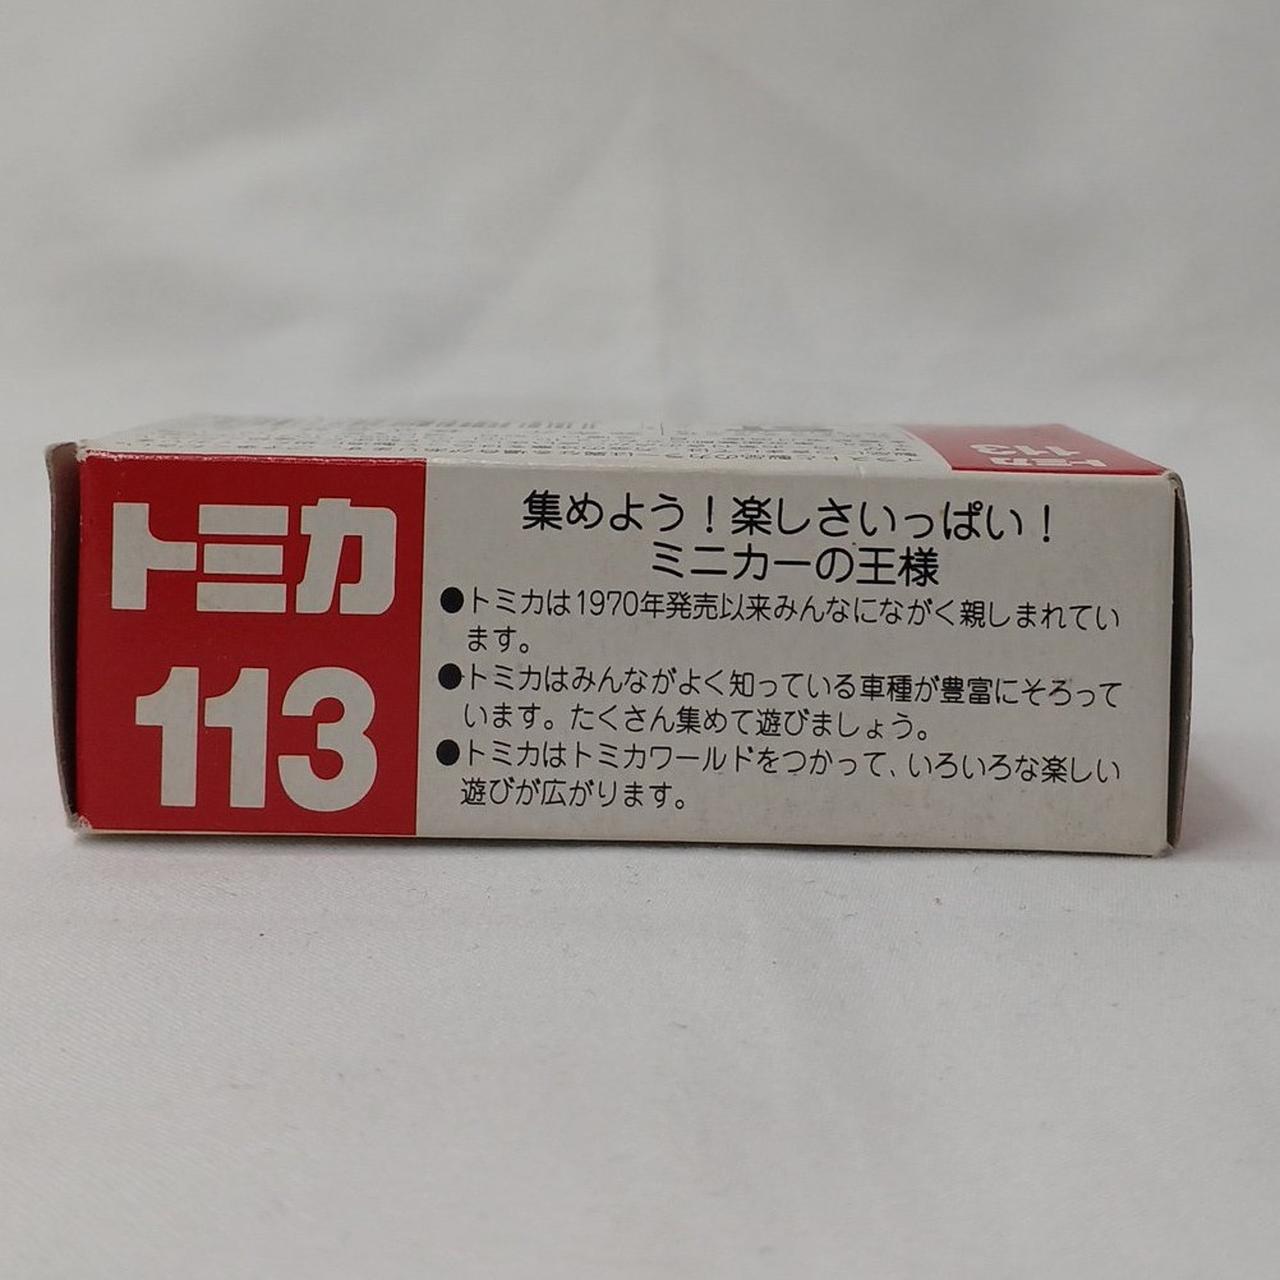 トミカ
113
集めよう！楽しさいっぱい！
ミニカーの王様
●トミカは1970年発売以来みんなにながく親しまれてい
ます。
●トミカはみんながよく知っている車種が豊富にそろって
います。たくさん集めて遊びましょう。
●トミカはトミカワールドをつかって、いろいろな楽しい
遊びが広がります。
トミカ
113